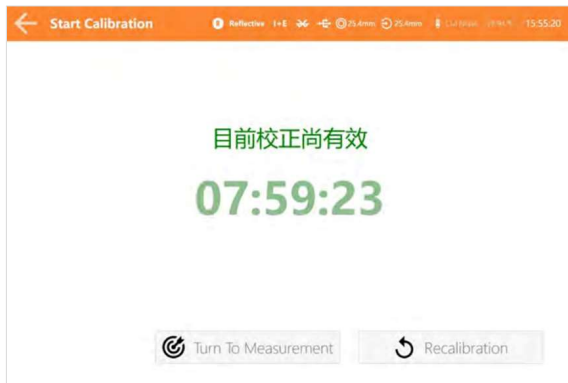 Start Calibration
Reflective I+E 25.4mm 25.4mm 15:55:20
目前校正尚有效
07:59:23
Turn To Measurement
Recalibration